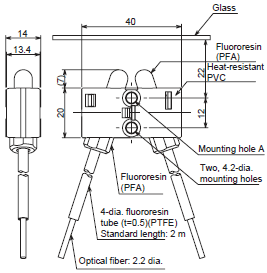 Glass
40
14
13.4
Fluororesin
(PFA)
Heat-resistant
PVC
(7)
22
20
12
Mounting hole A
Fluororesin
(PFA)
Two, 4.2-dia.
mounting holes
4-dia. fluororesin
tube (t=0.5)(PTFE)
Standard length: 2 m
Optical fiber: 2.2 dia.